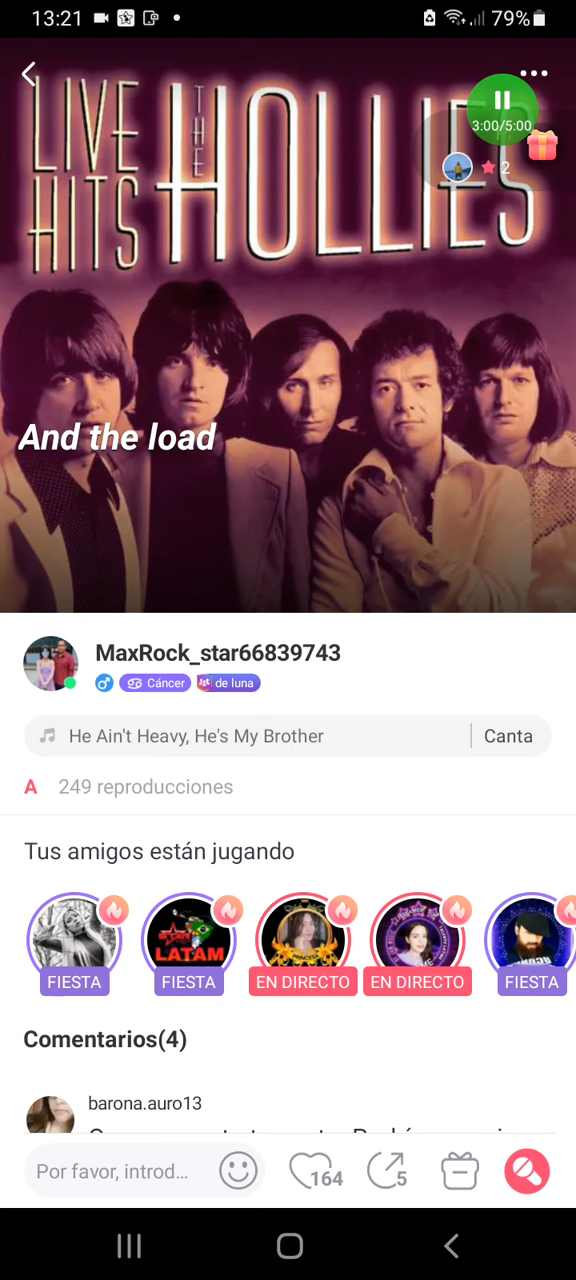 13:21
79%
LIVE HITS
THE HOLLIES
3:00/5:00
2
And the load
MaxRock_star66839743
Cáncer
de luna
He Ain't Heavy, He's My Brother
Canta
A 249 reproducciones
Tus amigos están jugando
LATAM
PRINCESA
FIESTA
FIESTA
EN DIRECTO
EN DIRECTO
FIESTA
Comentarios(4)
barona.auro13
Por favor, introd...
164
5